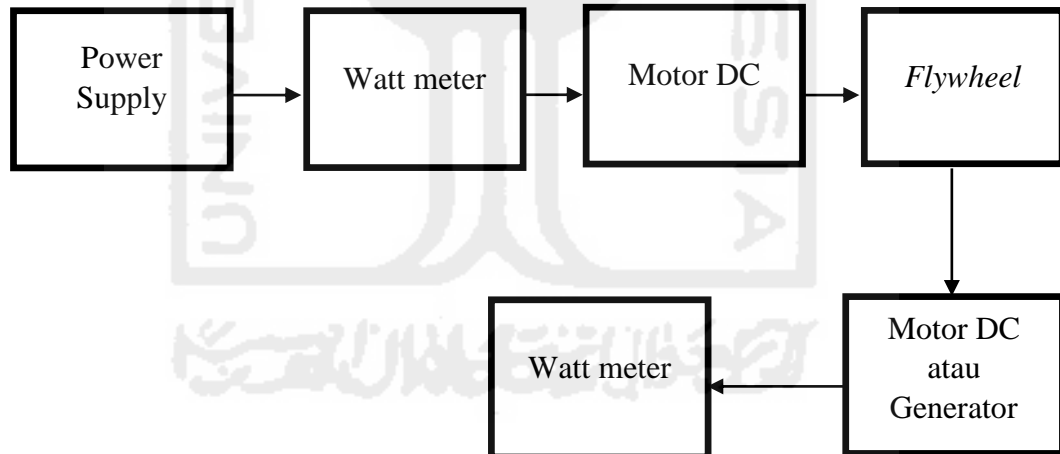 Power
Supply
Watt meter
Motor DC
Flywheel
Motor DC
atau
Generator
Watt meter